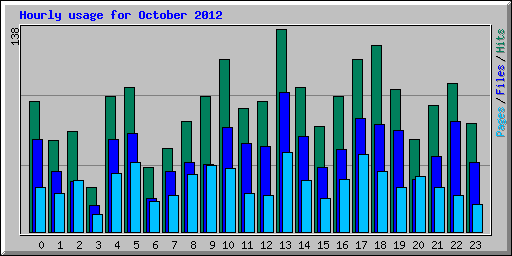 Hourly usage for October 2012
138
0 1 2 3 4 5 6 7 8 9 10 11 12 13 14 15 16 17 18 19 20 21 22 23
Pages/Files/Hits